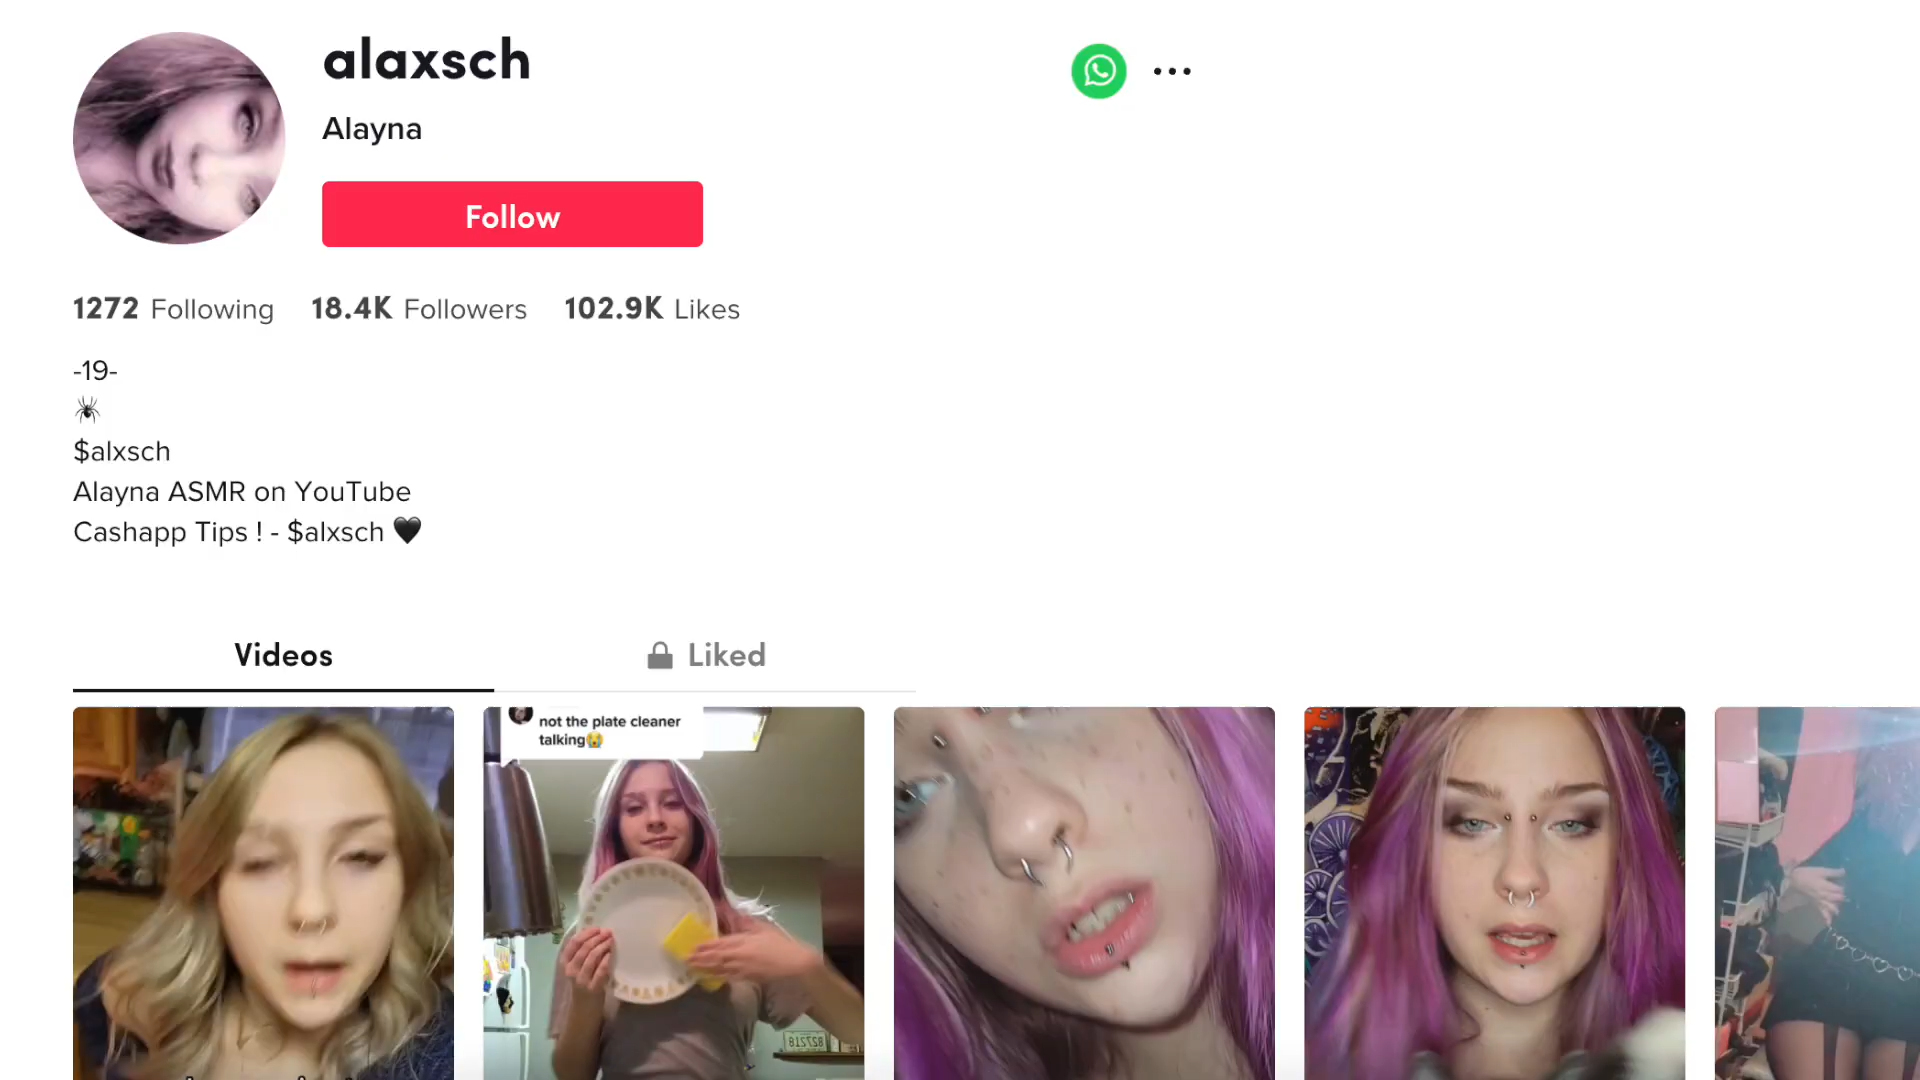 alaxsch
Alayna
Follow
1272 Following 18.4K Followers 102.9K Likes
-19-
🕷
$alxsch
Alayna ASMR on YouTube
Cashapp Tips ! - $alxsch 🖤
Videos Liked
not the plate cleaner
talking😭